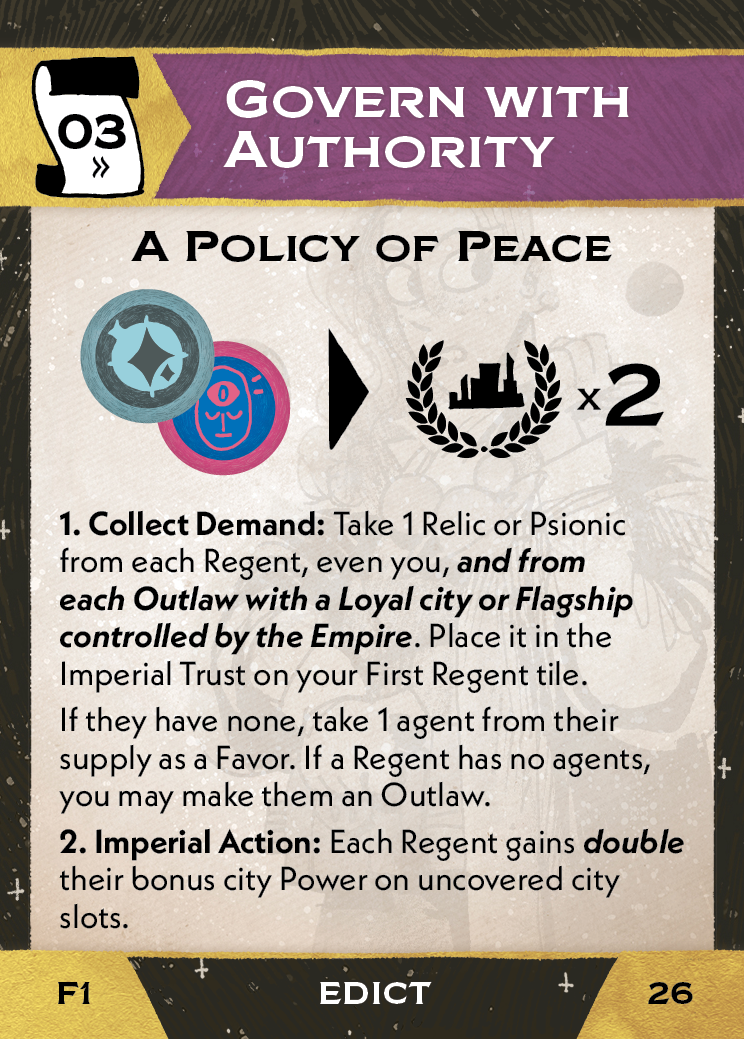 03
»
GOVERN WITH
AUTHORITY
A POLICY OF PEACE
x2
1. Collect Demand: Take 1 Relic or Psionic
from each Regent, even you, and from
each Outlaw with a Loyal city or Flagship
controlled by the Empire. Place it in the
Imperial Trust on your First Regent tile.
If they have none, take 1 agent from their
supply as a Favor. If a Regent has no agents,
you may make them an Outlaw.
2. Imperial Action: Each Regent gains double
their bonus city Power on uncovered city
slots.
F1
EDICT
26